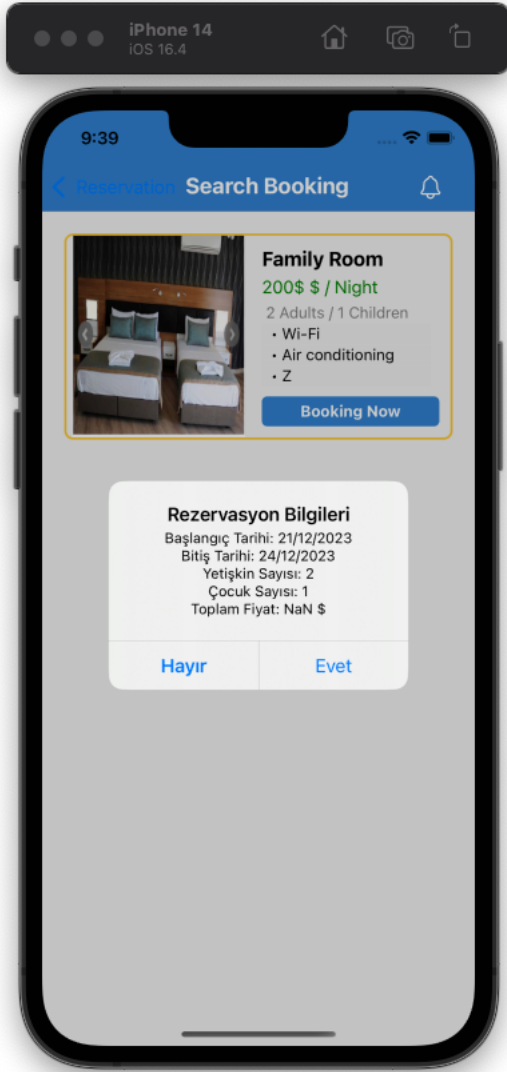 iPhone 14
iOS 16.4
9:39
Reservation Search Booking
Family Room
200$ $ / Night
2 Adults / 1 Children
• Wi-Fi
• Air conditioning
• Z
Booking Now
Rezervasyon Bilgileri
Başlangıç Tarihi: 21/12/2023
Bitiş Tarihi: 24/12/2023
Yetişkin Sayısı: 2
Çocuk Sayısı: 1
Toplam Fiyat: NaN $
Hayır Evet